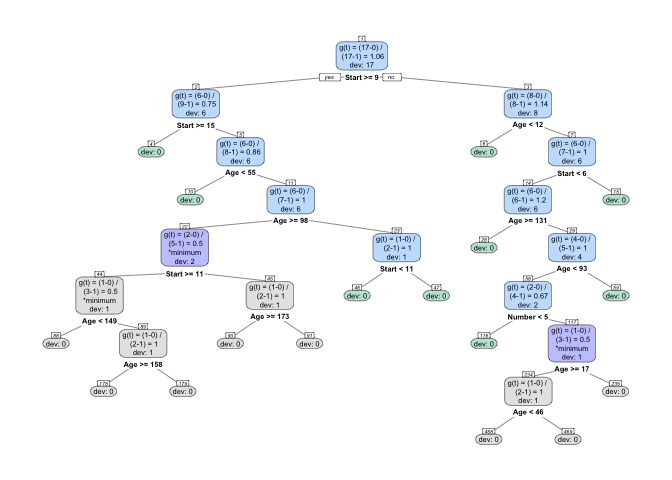 1
g(t) = (17-0) /
(17-1) = 1.06
dev: 17
yes Start >= 9 no
2
g(t) = (6-0) /
(9-1) = 0.75
dev: 6
Start >= 15
3
g(t) = (8-0) /
(8-1) = 1.14
dev: 8
Age < 12
4
dev: 0
5
g(t) = (6-0) /
(8-1) = 0.86
dev: 6
Age < 55
6
dev: 0
7
g(t) = (6-0) /
(7-1) = 1
dev: 6
Start < 6
10
dev: 0
11
g(t) = (6-0) /
(7-1) = 1
dev: 6
Age >= 98
14
g(t) = (6-0) /
(6-1) = 1.2
dev: 6
Age >= 131
15
dev: 0
22
g(t) = (2-0) /
(5-1) = 0.5
*minimum
dev: 2
Start >= 11
23
g(t) = (1-0) /
(2-1) = 1
dev: 1
Start < 11
28
dev: 0
29
g(t) = (4-0) /
(5-1) = 1
dev: 4
Age < 93
44
g(t) = (1-0) /
(3-1) = 0.5
*minimum
dev: 1
Age < 149
45
g(t) = (1-0) /
(2-1) = 1
dev: 1
Age >= 173
46
dev: 0
47
dev: 0
58
g(t) = (2-0) /
(4-1) = 0.67
dev: 2
Number < 5
59
dev: 0
88
dev: 0
89
g(t) = (1-0) /
(2-1) = 1
dev: 1
Age >= 158
90
dev: 0
91
dev: 0
116
dev: 0
117
g(t) = (1-0) /
(3-1) = 0.5
*minimum
dev: 1
Age >= 17
178
dev: 0
179
dev: 0
234
g(t) = (1-0) /
(2-1) = 1
dev: 1
Age < 46
235
dev: 0
468
dev: 0
469
dev: 0